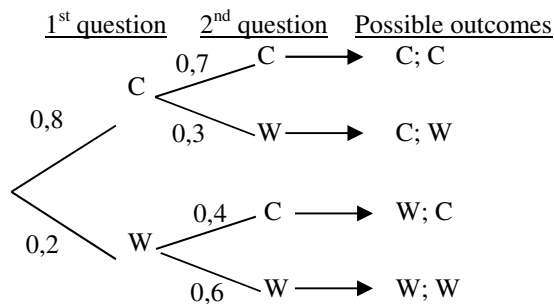 1st question 2nd question Possible outcomes
0,7 C C; C
C
0,8 0,3 W C; W
0,4 C W; C
0,2 W
0,6 W W; W